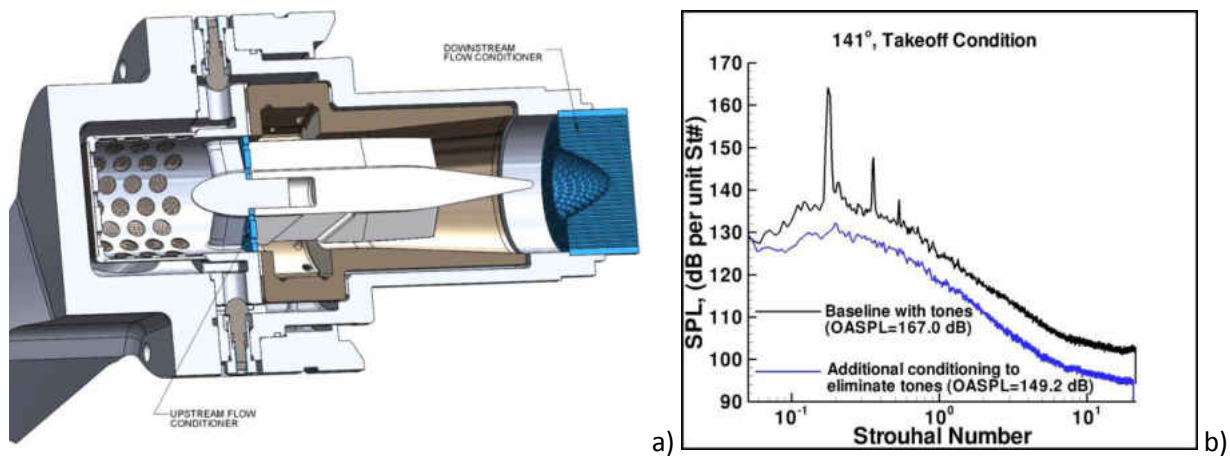 DOWNSTREAM
FLOW CONDITIONER
UPSTREAM FLOW
CONDITIONER
a)
141°, Takeoff Condition
170
160
150
140
130
120
110
100
90
SPL, (dB per unit St#)
Baseline with tones
(OASPL=167.0 dB)
Additional conditioning to
eliminate tones (OASPL=149.2 dB)
10⁻¹
10⁰
10¹
Strouhal Number
b)